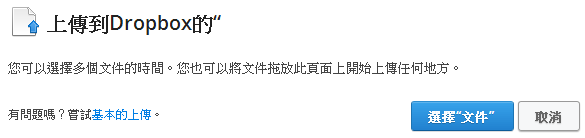 上傳到Dropbox的“
您可以選擇多個文件的時間。您也可以將文件拖放此頁面上開始上傳任何地方。
有問題嗎？嘗試基本的上傳。
選擇“文件”
取消